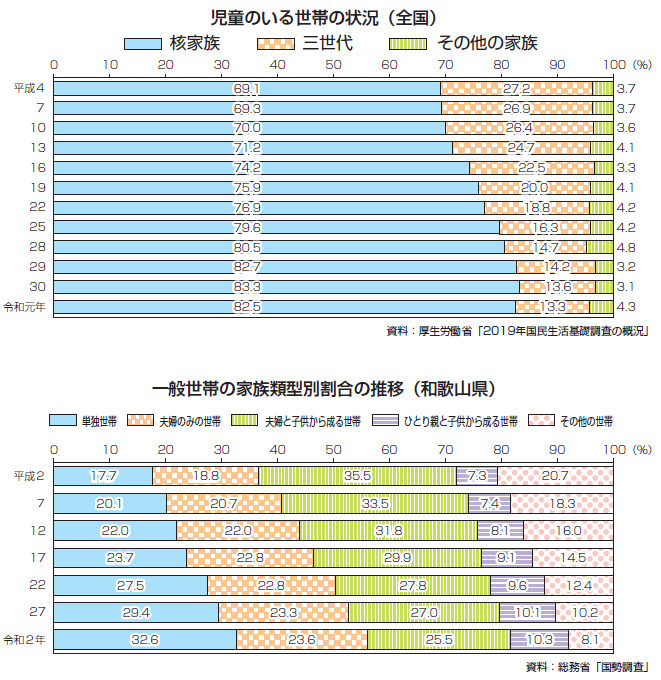 児童のいる世帯の状況（全国）
核家族 三世代 その他の家族
0 10 20 30 40 50 60 70 80 90 100 (%)
平成4 69.1 27.2 3.7
7 69.3 26.9 3.7
10 70.0 26.4 3.6
13 71.2 24.7 4.1
16 74.2 22.5 3.3
19 75.9 20.0 4.1
22 76.9 18.8 4.2
25 79.6 16.3 4.2
28 80.5 14.7 4.8
29 82.7 14.2 3.2
30 83.3 13.6 3.1
令和元年 82.5 13.3 4.3
資料：厚生労働省「2019年国民生活基礎調査の概況」
一般世帯の家族類型別割合の推移（和歌山県）
単独世帯 夫婦のみの世帯 夫婦と子供から成る世帯 ひとり親と子供から成る世帯 その他の世帯
0 10 20 30 40 50 60 70 80 90 100 (%)
平成2 17.7 18.8 35.5 7.3 20.7
7 20.1 20.7 33.5 7.4 18.3
12 22.0 22.0 31.8 8.1 16.0
17 23.7 22.8 29.9 9.1 14.5
22 27.5 22.8 27.8 9.6 12.4
27 29.4 23.3 27.0 10.1 10.2
令和2年 32.6 23.6 25.5 10.3 8.1
資料：総務省「国勢調査」